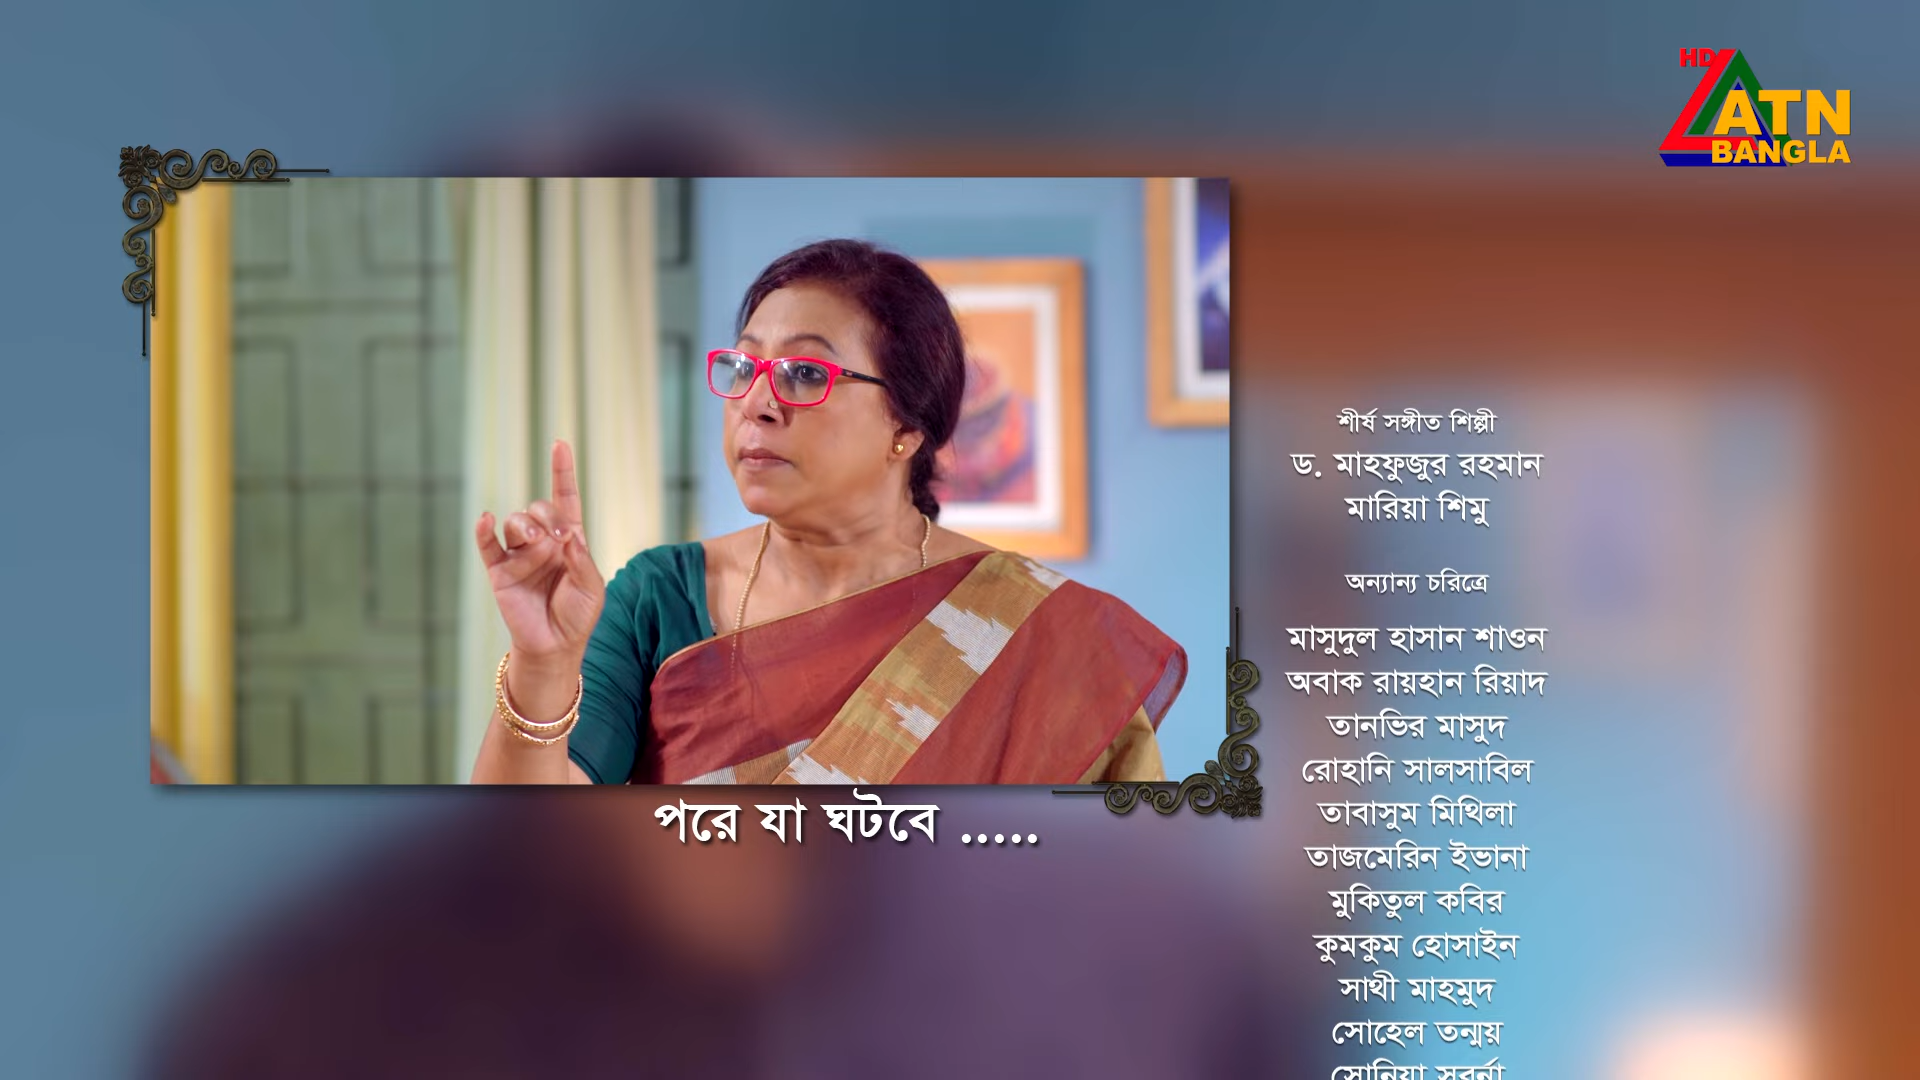 HD
ATN
BANGLA
শীর্ষ সঙ্গীত শিল্পী
ড. মাহফুজুর রহমান
মারিয়া শিমু
অন্যান্য চরিত্রে
মাসুদুল হাসান শাওন
অবাক রায়হান রিয়াদ
তানভির মাসুদ
রোহানি সালসাবিল
তাবাসুম মিথিলা
তাজমেরিন ইভানা
মুকিতুল কবির
কুমকুম হোসাইন
সাথী মাহমুদ
সোহেল তন্ময়
সোনিয়া সুবর্না
পরে যা ঘটবে .....